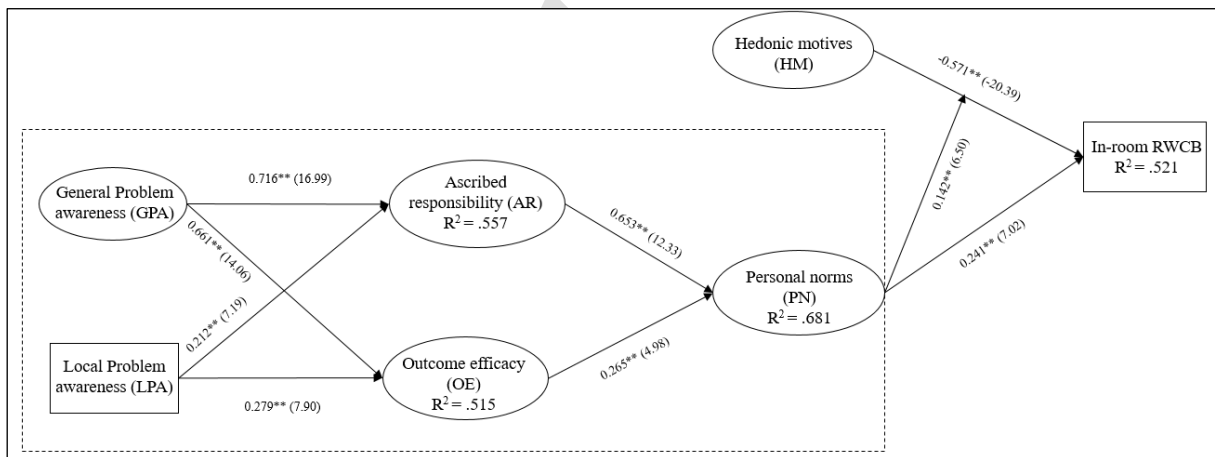 Hedonic motives
(HM)
-0.571** (-20.39)
In-room RWCB
R² = .521
0.142** (6.50)
0.241** (7.02)
General Problem
awareness (GPA)
0.716** (16.99)
Ascribed
responsibility (AR)
R² = .557
0.661** (14.06)
0.653** (12.33)
Personal norms
(PN)
R² = .681
0.212** (7.19)
Local Problem
awareness (LPA)
0.279** (7.90)
Outcome efficacy
(OE)
R² = .515
0.265** (4.98)